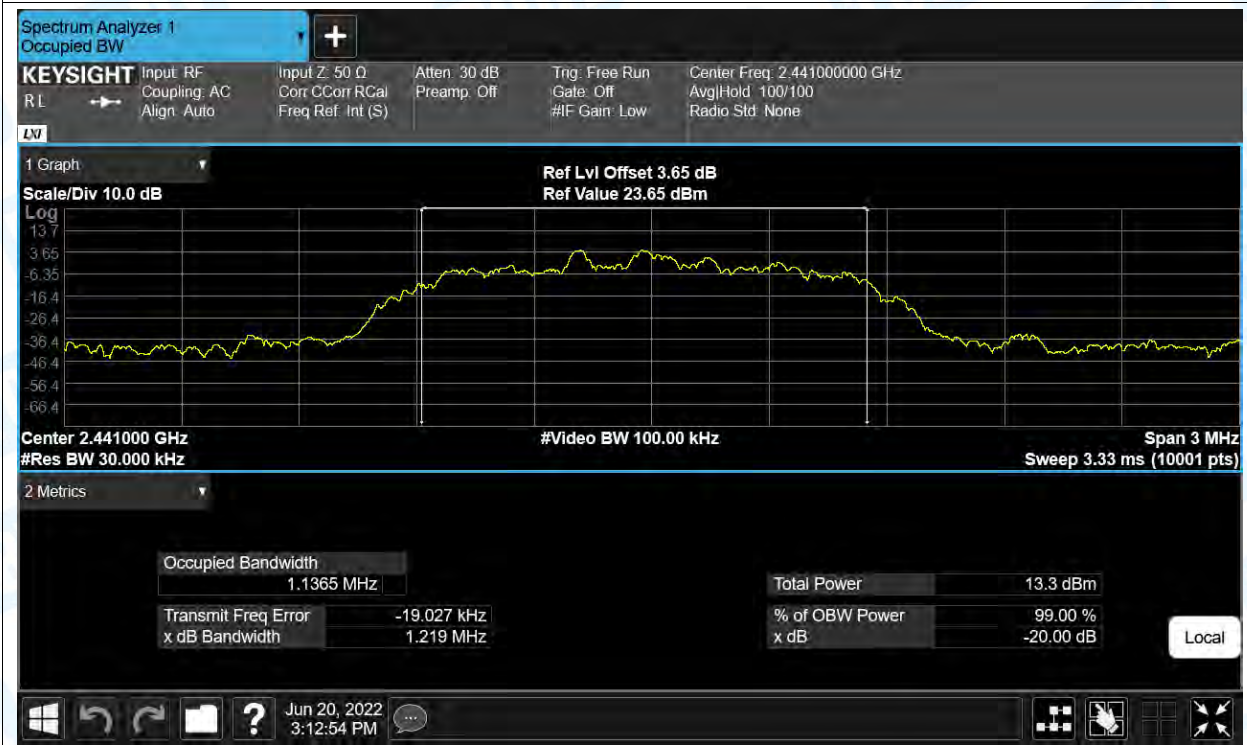 Spectrum Analyzer 1
Occupied BW
+
KEYSIGHT
R L
LXI
Input: RF
Coupling: AC
Align: Auto
Input Z: 50 Ω
Corr CCorr RCal
Freq Ref: Int (S)
Atten: 30 dB
Preamp: Off
Trig: Free Run
Gate: Off
#IF Gain: Low
Center Freq: 2.441000000 GHz
Avg|Hold: 100/100
Radio Std: None
1 Graph
Scale/Div 10.0 dB
Ref Lvl Offset 3.65 dB
Ref Value 23.65 dBm
Log
13.7
3.65
-6.35
-16.4
-26.4
-36.4
-46.4
-56.4
-66.4
Center 2.441000 GHz
#Video BW 100.00 kHz
Span 3 MHz
#Res BW 30.000 kHz
Sweep 3.33 ms (10001 pts)
2 Metrics
Occupied Bandwidth
1.1365 MHz
Total Power 13.3 dBm
Transmit Freq Error -19.027 kHz
% of OBW Power 99.00 %
x dB Bandwidth 1.219 MHz
x dB -20.00 dB
Local
?
Jun 20, 2022
3:12:54 PM